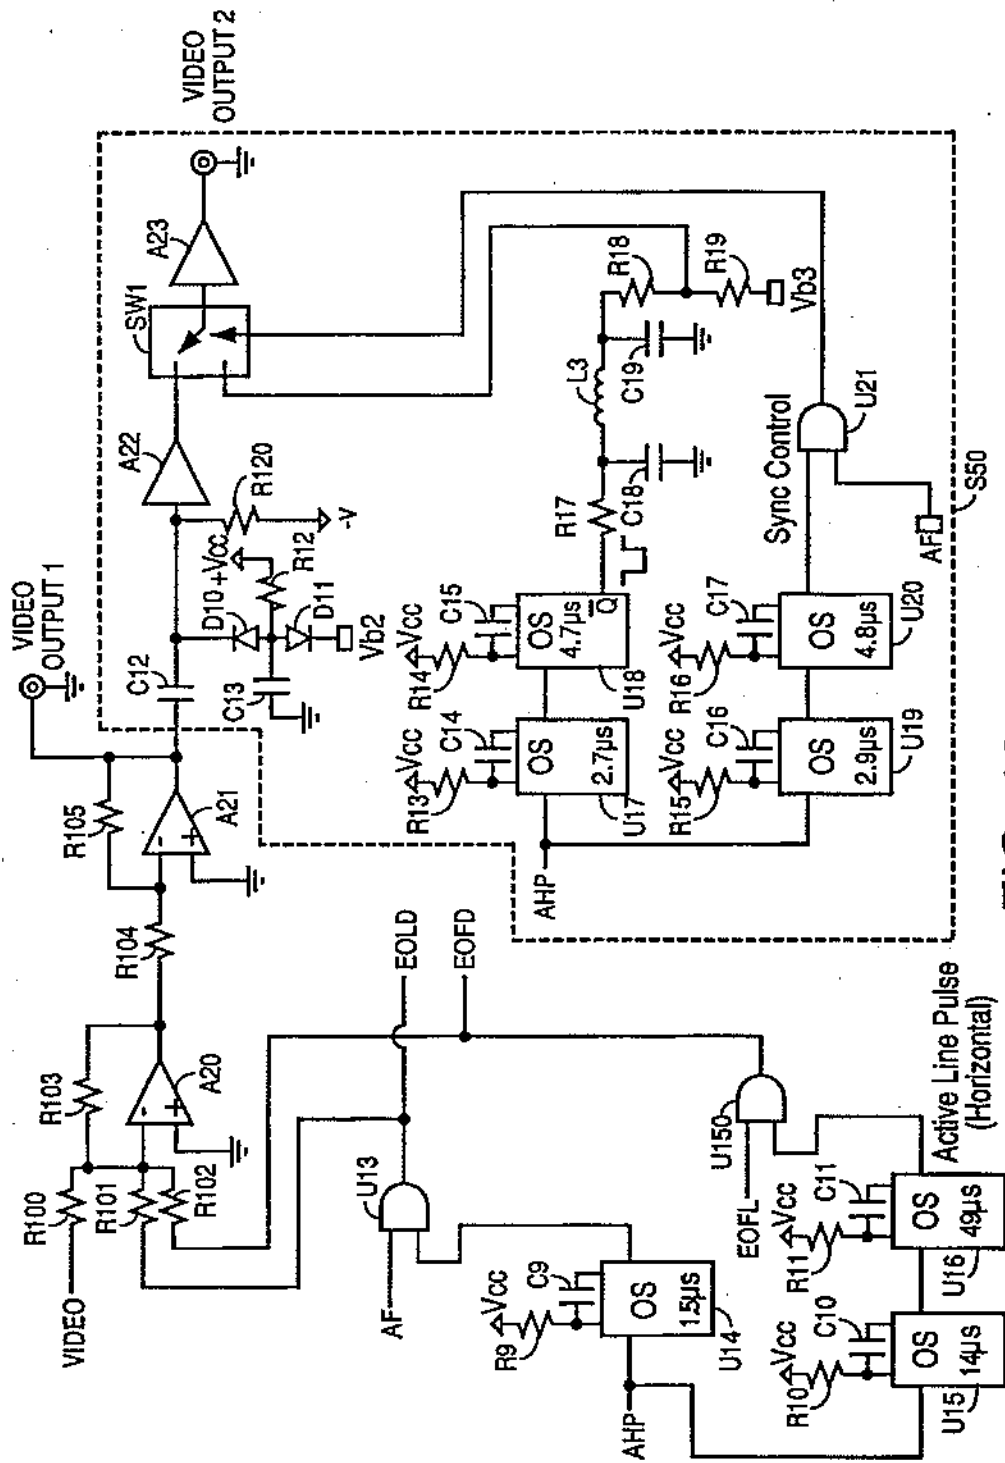 VIDEO
R100
R101
R102
R103
A20
R104
R105
A21
VIDEO
OUTPUT 1
C12
D10
+Vcc
R12
C13
D11
Vb2
R120
-V
A22
SW1
A23
VIDEO
OUTPUT 2
AF
U13
EOLD
EOFD
AHP
R9
Vcc
C9
OS
1.5µs
U14
AHP
R13
Vcc
C14
OS
2.7µs
U17
R14
Vcc
C15
OS
4.7µs
Q
U18
R17
C18
L3
C19
R18
R19
Vb3
R15
Vcc
C16
OS
2.9µs
U19
R16
Vcc
C17
OS
4.8µs
U20
Sync Control
U21
AF
S50
U150
EOFL
R10
Vcc
C10
OS
14µs
U15
R11
Vcc
C11
OS
49µs
U16
Active Line Pulse
(Horizontal)